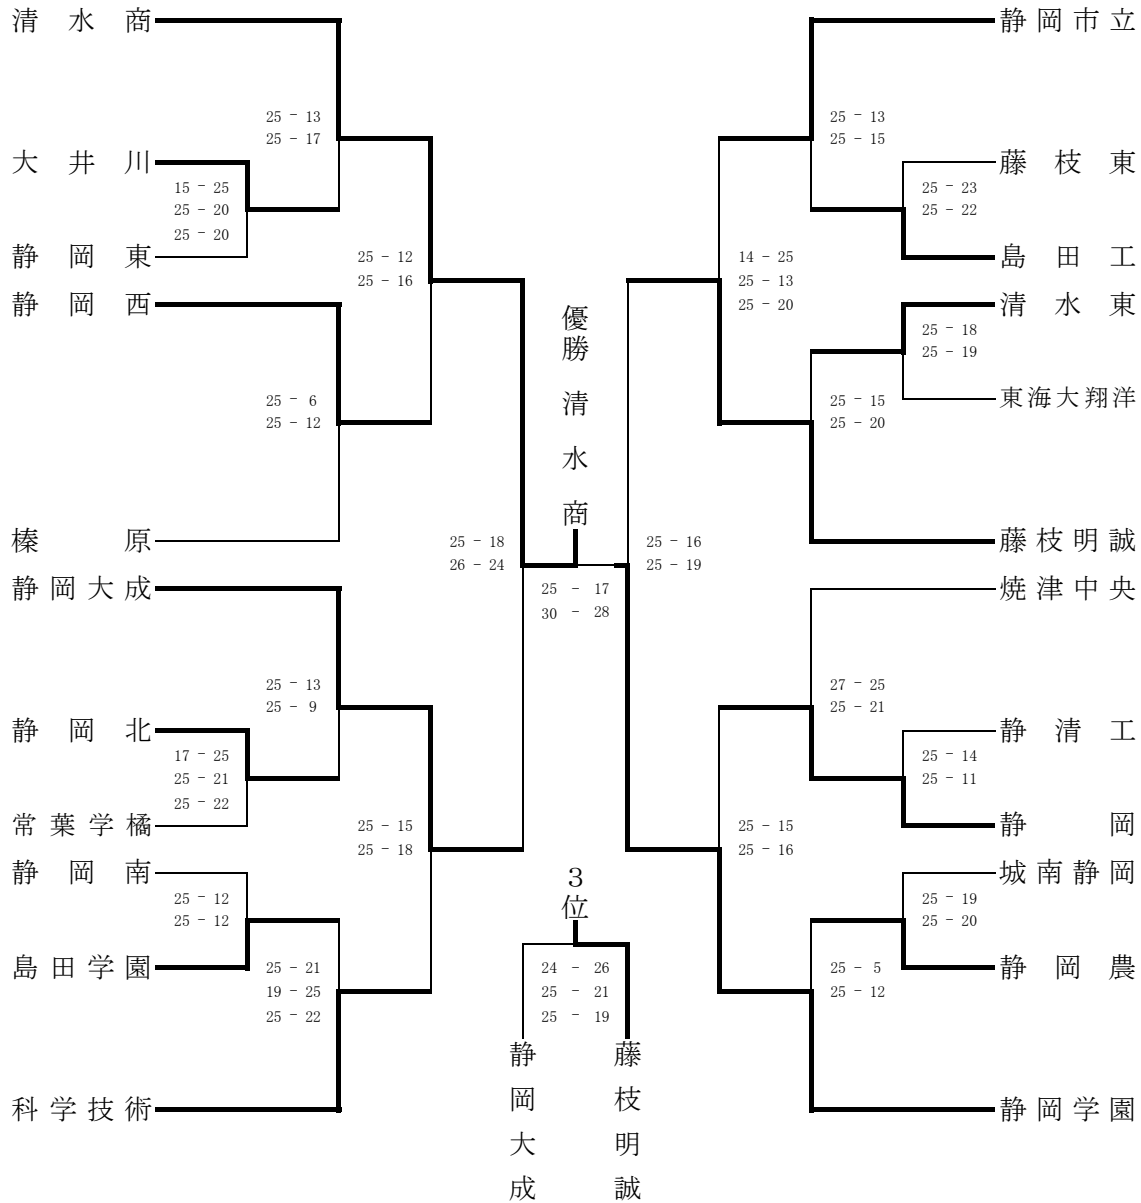 清水商
25 - 13
25 - 17
大井川
15 - 25
25 - 20
25 - 20
静岡東
25 - 12
25 - 16
静岡西
25 - 6
25 - 12
榛原
25 - 18
26 - 24
静岡大成
25 - 13
25 - 9
静岡北
17 - 25
25 - 21
25 - 22
常葉学橘
25 - 15
25 - 18
静岡南
25 - 12
25 - 12
島田学園
25 - 21
19 - 25
25 - 22
科学技術
優勝 清水商
25 - 17
30 - 28
3位
24 - 26
25 - 21
25 - 19
静岡大成
藤枝明誠
静岡市立
25 - 13
25 - 15
藤枝東
25 - 23
25 - 22
島田工
14 - 25
25 - 13
25 - 20
清水東
25 - 18
25 - 19
東海大翔洋
25 - 15
25 - 20
藤枝明誠
25 - 16
25 - 19
焼津中央
27 - 25
25 - 21
静清工
25 - 14
25 - 11
静岡
25 - 15
25 - 16
城南静岡
25 - 19
25 - 20
静岡農
25 - 5
25 - 12
静岡学園